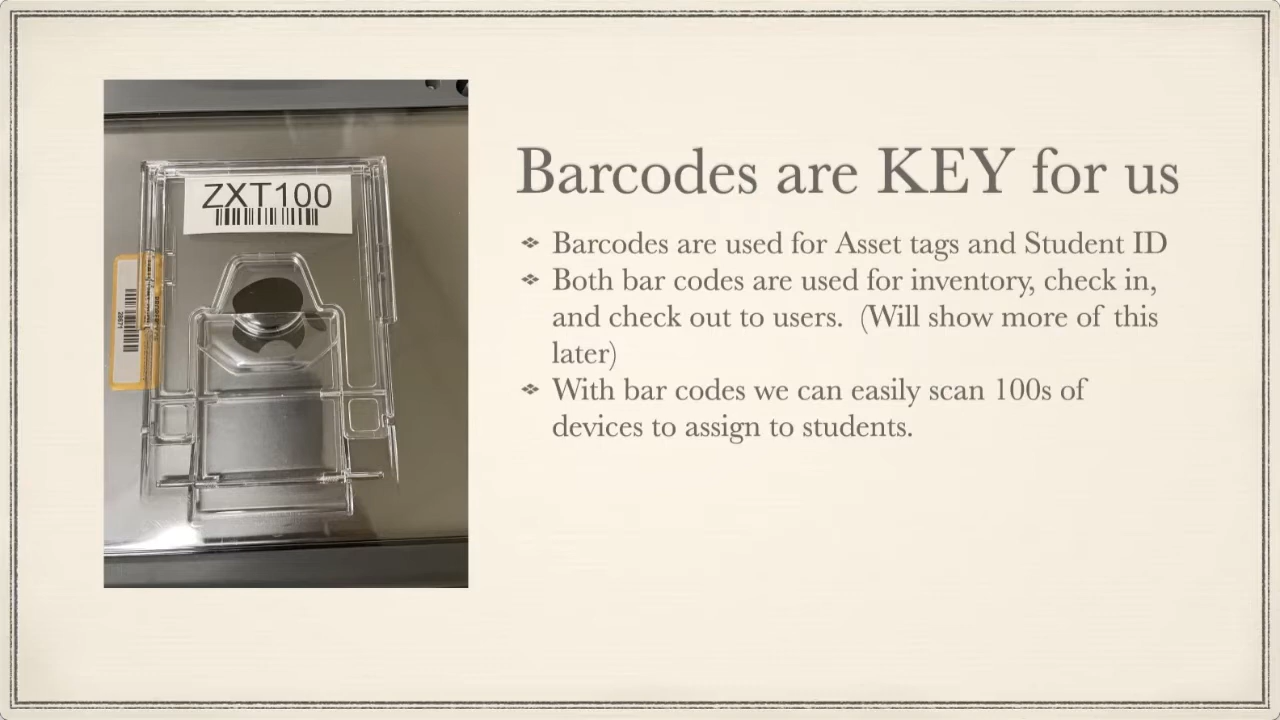 ZXT100
Barcodes are KEY for us
Barcodes are used for Asset tags and Student ID
Both bar codes are used for inventory, check in,
and check out to users.  (Will show more of this
later)
With bar codes we can easily scan 100s of
devices to assign to students.